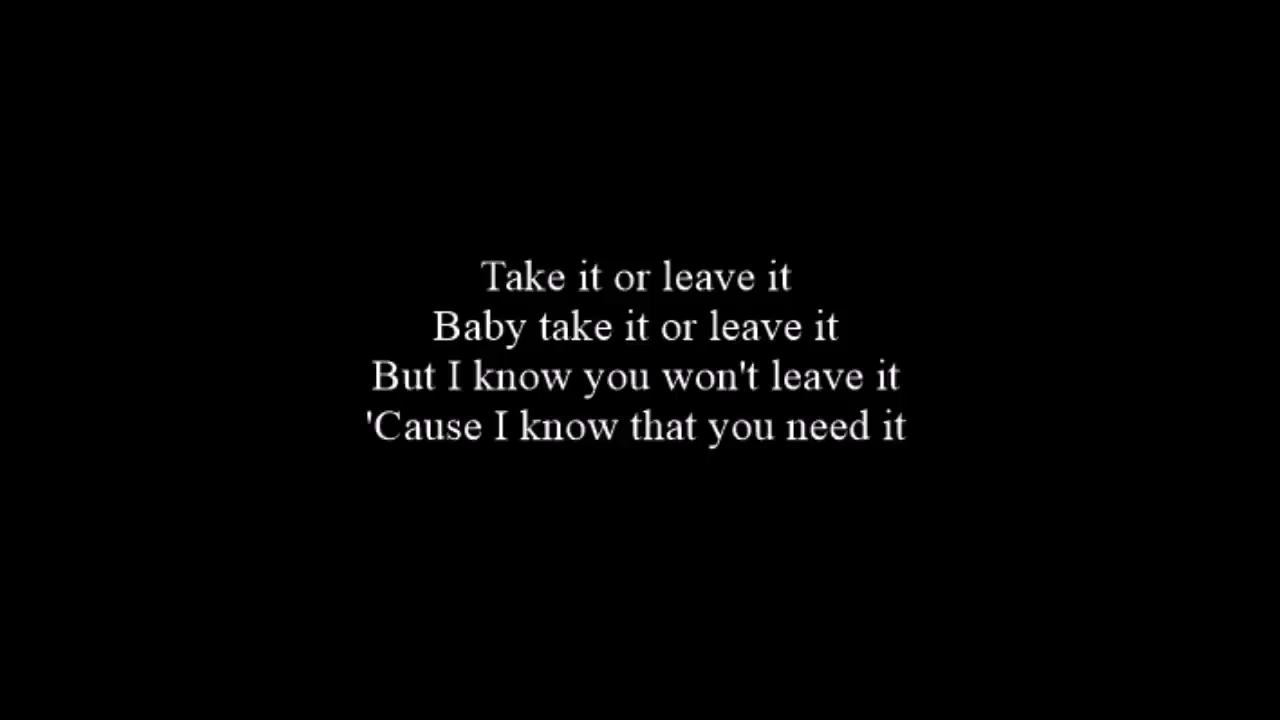 Take it or leave it
Baby take it or leave it
But I know you won't leave it
'Cause I know that you need it